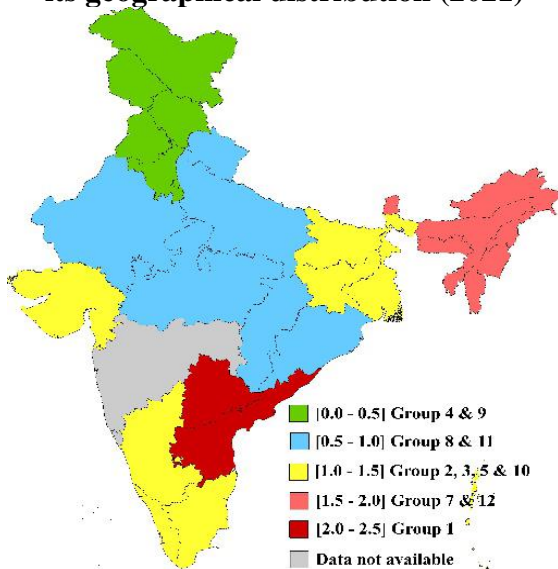 its geographical distribution (2021)
[0.0 - 0.5] Group 4 & 9
[0.5 - 1.0] Group 8 & 11
[1.0 - 1.5] Group 2, 3, 5 & 10
[1.5 - 2.0] Group 7 & 12
[2.0 - 2.5] Group 1
Data not available